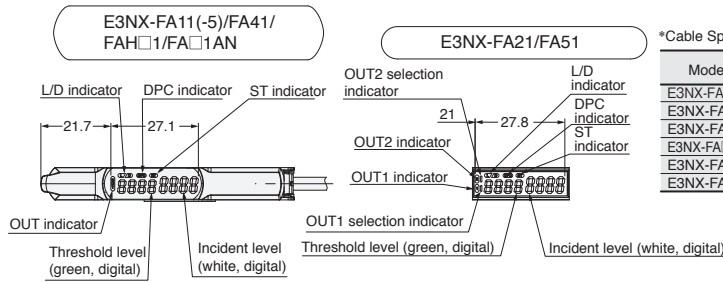 E3NX-FA11(-5)/FA41/
FAH□1/FA□1AN
L/D indicator
DPC indicator
ST indicator
21.7
27.1
OUT indicator
Threshold level
(green, digital)
Incident level
(white, digital)
E3NX-FA21/FA51
OUT2 selection
indicator
L/D
indicator
DPC
indicator
ST
indicator
21
27.8
OUT2 indicator
OUT1 indicator
OUT1 selection indicator
Threshold level (green, digital)
Incident level (white, digital)
*Cable Sp
Mode
E3NX-FA
E3NX-FA
E3NX-FA
E3NX-FA
E3NX-FA
E3NX-FA